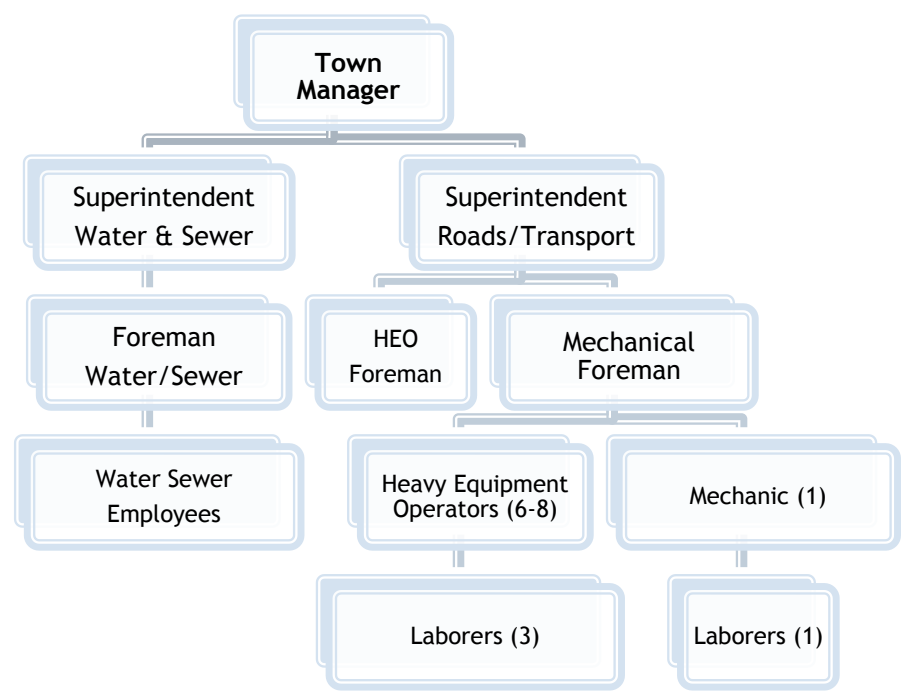 Town
Manager
Superintendent
Water & Sewer
Superintendent
Roads/Transport
Foreman
Water/Sewer
HEO
Foreman
Mechanical
Foreman
Water Sewer
Employees
Heavy Equipment
Operators (6-8)
Mechanic (1)
Laborers (3)
Laborers (1)